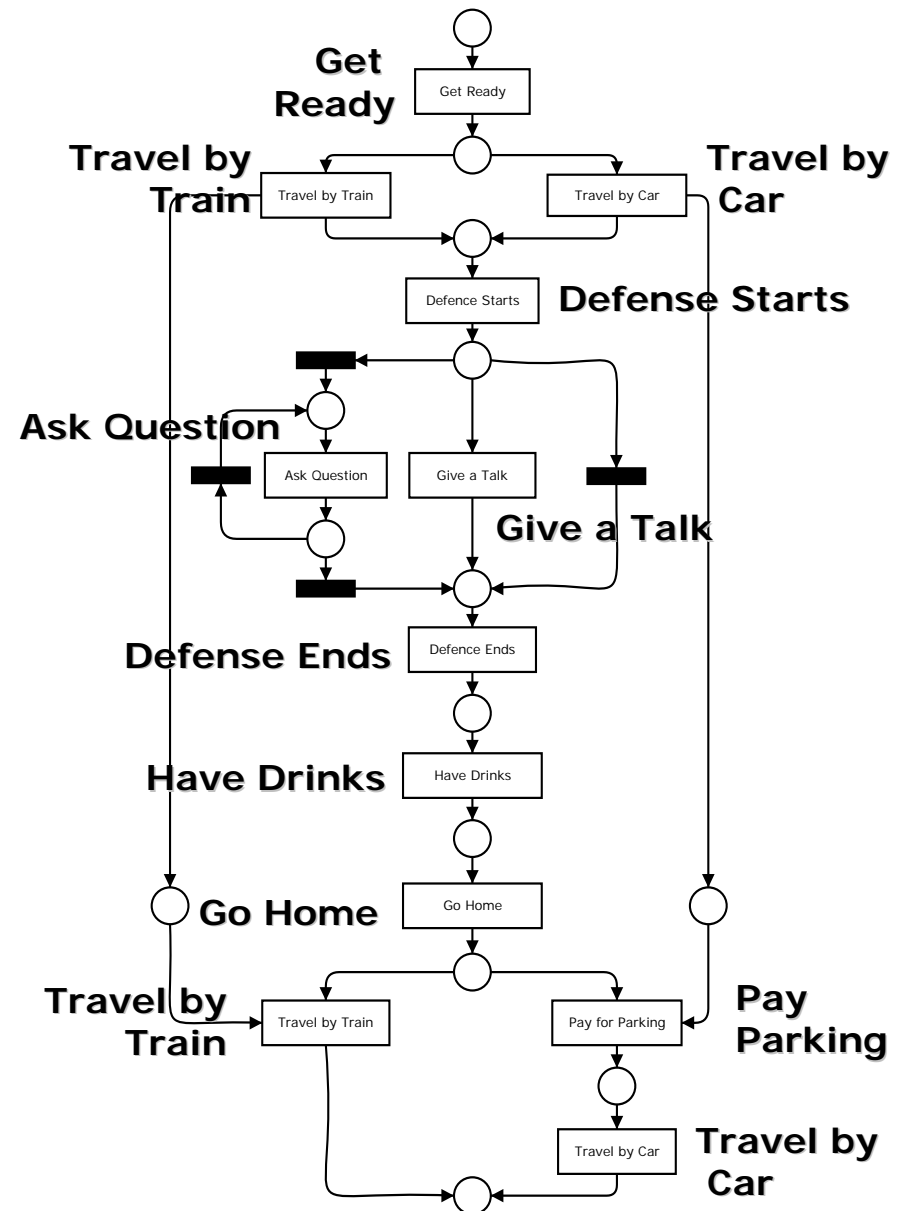 Get
Ready
Get Ready
Travel by
Train
Travel by Train
Travel by Car
Travel by
Car
Defence Starts
Defense Starts
Ask Question
Ask Question
Give a Talk
Give a Talk
Defense Ends
Defence Ends
Have Drinks
Have Drinks
Go Home
Go Home
Travel by
Train
Travel by Train
Pay for Parking
Pay
Parking
Travel by Car
Travel by
Car